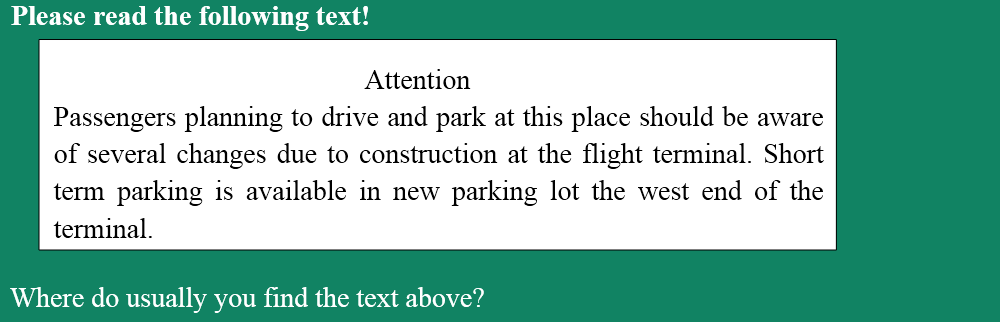 Please read the following text!
Attention
Passengers planning to drive and park at this place should be aware
of several changes due to construction at the flight terminal. Short
term parking is available in new parking lot the west end of the
terminal.
Where do usually you find the text above?